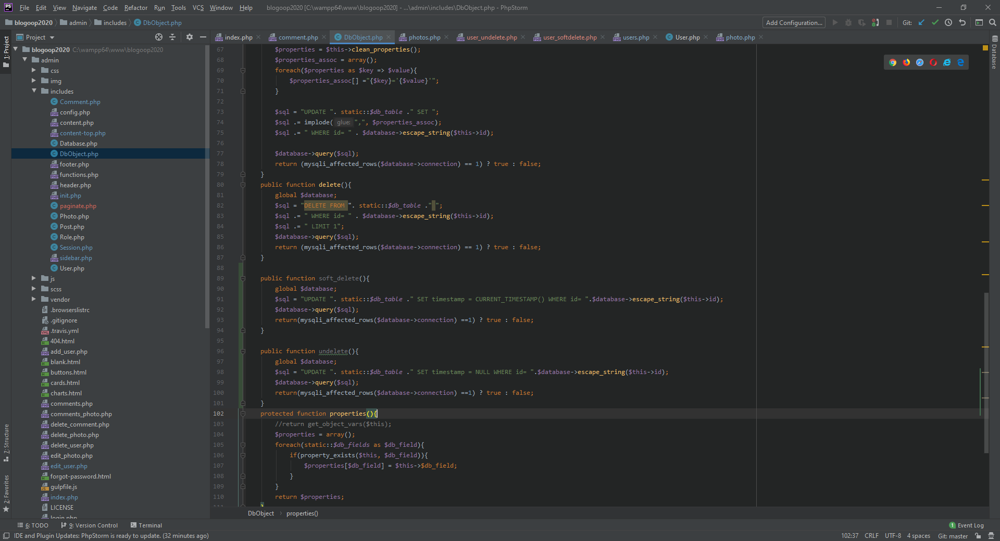 PS File Edit View Navigate Code Refactor Run Tools VCS Window Help blogoop2020 [C:\wampp64\www\blogoop2020] - ...\admin\includes\DbObject.php - PhpStorm
blogoop2020 admin includes DbObject.php Add Configuration... Git:
Project index.php comment.php DbObject.php photos.php user_undelete.php user_softdelete.php users.php User.php photo.php
1: Project
7: Structure
2: Favorites
Database
blogoop2020 C:\wampp64\www\blogoop2020
admin
css
img
includes
Comment.php
config.php
content.php
content-top.php
Database.php
DbObject.php
footer.php
functions.php
header.php
init.php
paginate.php
Photo.php
Post.php
Role.php
Session.php
sidebar.php
User.php
js
scss
vendor
.browserslistrc
.gitignore
.travis.yml
404.html
add_user.php
blank.html
buttons.html
cards.html
charts.html
comments.php
comments_photo.php
delete_comment.php
delete_photo.php
delete_user.php
edit_photo.php
edit_user.php
forgot-password.html
gulpfile.js
index.php
LICENSE
login.php
67 $properties = $this->clean_properties();
68 $properties_assoc = array();
69 foreach($properties as $key => $value){
70 $properties_assoc[] ="{$key}='{$value}'";
71 }
72
73 $sql = "UPDATE ". static::$db_table ." SET ";
74 $sql .= implode( glue: ",", $properties_assoc);
75 $sql .= " WHERE id= " . $database->escape_string($this->id);
76
77 $database->query($sql);
78 return (mysqli_affected_rows($database->connection) == 1) ? true : false;
79 }
80 public function delete(){
81 global $database;
82 $sql = "DELETE FROM ". static::$db_table ." ";
83 $sql .= " WHERE id= " . $database->escape_string($this->id);
84 $sql .= " LIMIT 1";
85 $database->query($sql);
86 return (mysqli_affected_rows($database->connection) == 1) ? true : false;
87 }
88
89 public function soft_delete(){
90 global $database;
91 $sql = "UPDATE ". static::$db_table ." SET timestamp = CURRENT_TIMESTAMP() WHERE id= ".$database->escape_string($this->id);
92 $database->query($sql);
93 return(mysqli_affected_rows($database->connection) ==1) ? true : false;
94 }
95
96 public function undelete(){
97 global $database;
98 $sql = "UPDATE ". static::$db_table ." SET timestamp = NULL WHERE id= ".$database->escape_string($this->id);
99 $database->query($sql);
100 return(mysqli_affected_rows($database->connection) ==1) ? true : false;
101 }
102 protected function properties(){
103 //return get_object_vars($this);
104 $properties = array();
105 foreach(static::$db_fields as $db_field){
106 if(property_exists($this, $db_field)){
107 $properties[$db_field] = $this->$db_field;
108 }
109 }
110 return $properties;
111 }
DbObject › properties()
6: TODO 9: Version Control Terminal 1 Event Log
IDE and Plugin Updates: PhpStorm is ready to update. (32 minutes ago) 102:37 CRLF UTF-8 4 spaces Git: master